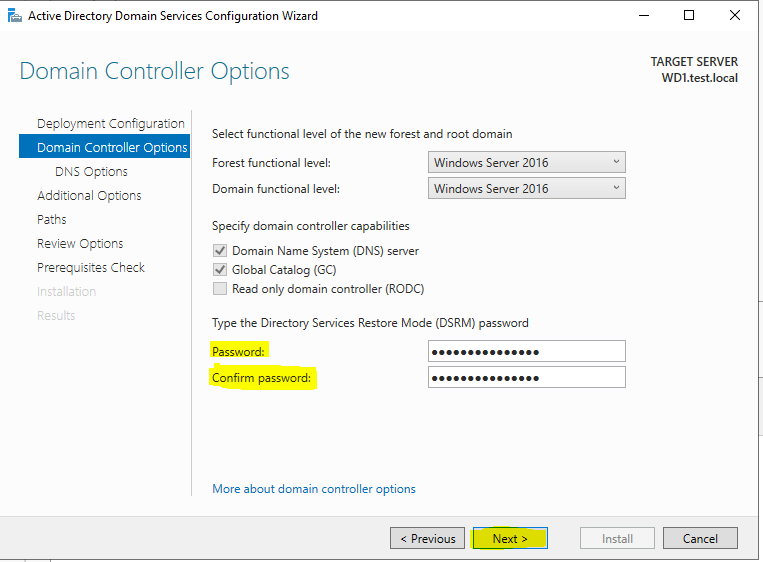 Active Directory Domain Services Configuration Wizard
Domain Controller Options
TARGET SERVER
WD1.test.local
Deployment Configuration
Domain Controller Options
DNS Options
Additional Options
Paths
Review Options
Prerequisites Check
Installation
Results
Select functional level of the new forest and root domain
Forest functional level: Windows Server 2016
Domain functional level: Windows Server 2016
Specify domain controller capabilities
Domain Name System (DNS) server
Global Catalog (GC)
Read only domain controller (RODC)
Type the Directory Services Restore Mode (DSRM) password
Password: ●●●●●●●●●●●●●●●
Confirm password: ●●●●●●●●●●●●●●●
More about domain controller options
< Previous Next > Install Cancel